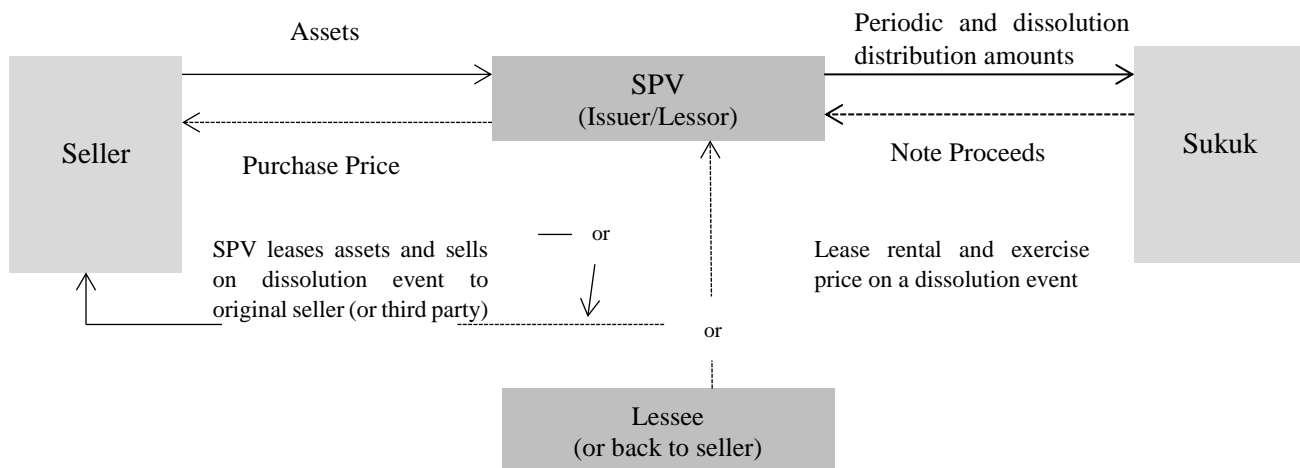 Assets
Periodic and dissolution
distribution amounts
SPV
(Issuer/Lessor)
Seller
Sukuk
Purchase Price
Note Proceeds
SPV leases assets and sells
on dissolution event to
original seller (or third party)
or
Lease rental and exercise
price on a dissolution event
or
Lessee
(or back to seller)